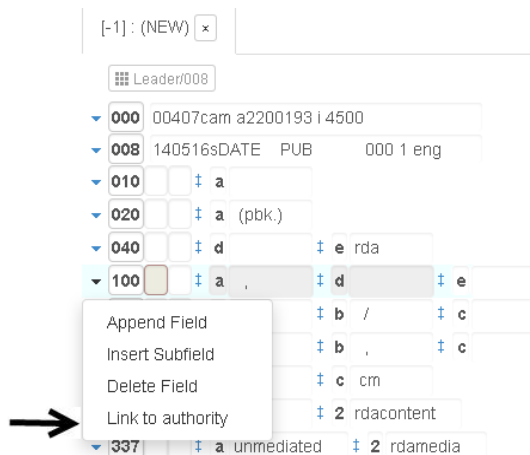 [-1] : (NEW) ×
Leader/008
000 00407cam a2200193 i 4500
008 140516sDATE PUB 000 1 eng
010 ‡ a
020 ‡ a (pbk.)
040 ‡ d ‡ e rda
100 ‡ a , ‡ d ‡ e
‡ b / ‡ c
Append Field
‡ b , ‡ c
Insert Subfield
‡ c cm
Delete Field
‡ 2 rdacontent
Link to authority
337 ‡ a unmediated ‡ 2 rdamedia